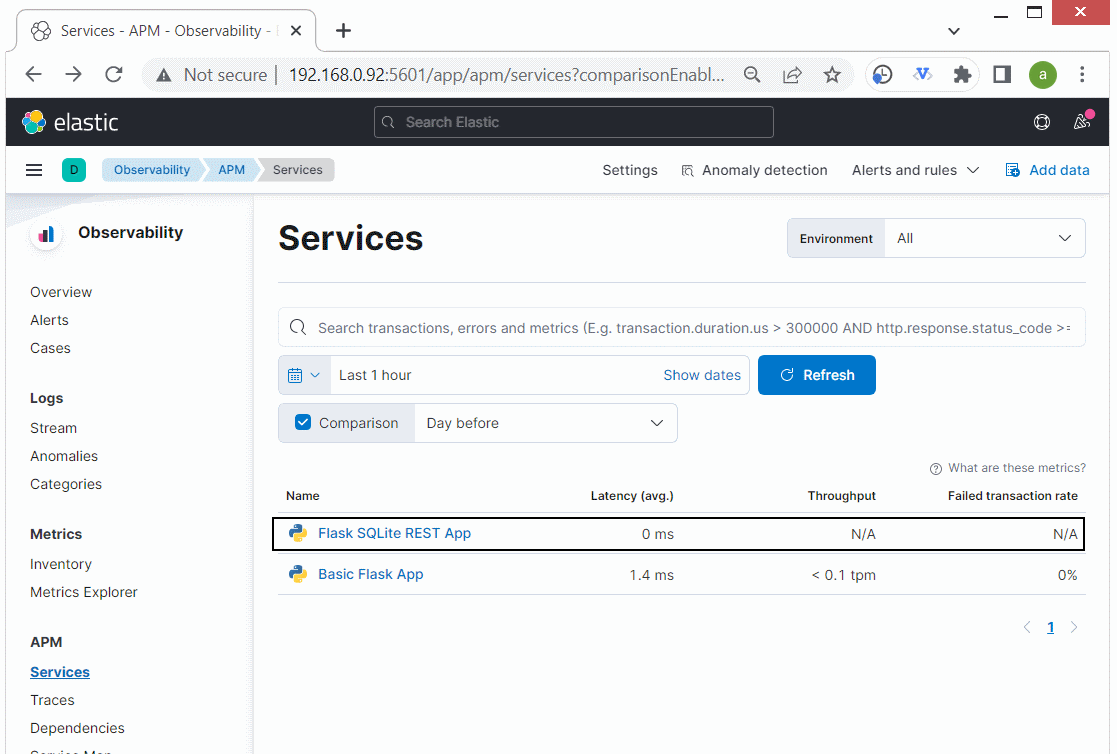 Services - APM - Observability -
Not secure | 192.168.0.92:5601/app/apm/services?comparisonEnabl...
a
elastic
Search Elastic
D
Observability
APM
Services
Settings
Anomaly detection
Alerts and rules
Add data
Observability
Overview
Alerts
Cases
Logs
Stream
Anomalies
Categories
Metrics
Inventory
Metrics Explorer
APM
Services
Traces
Dependencies
Services
Environment
All
Search transactions, errors and metrics (E.g. transaction.duration.us > 300000 AND http.response.status_code >=
Last 1 hour
Show dates
Refresh
Comparison
Day before
What are these metrics?
Name Latency (avg.) Throughput Failed transaction rate
Flask SQLite REST App 0 ms N/A N/A
Basic Flask App 1.4 ms < 0.1 tpm 0%
1